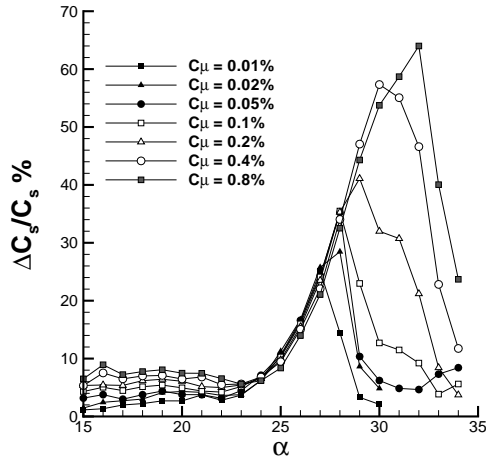 70
60
50
40
30
20
10
0
ΔCs/Cs %
Cμ = 0.01%
Cμ = 0.02%
Cμ = 0.05%
Cμ = 0.1%
Cμ = 0.2%
Cμ = 0.4%
Cμ = 0.8%
15 20 25 30 35
α